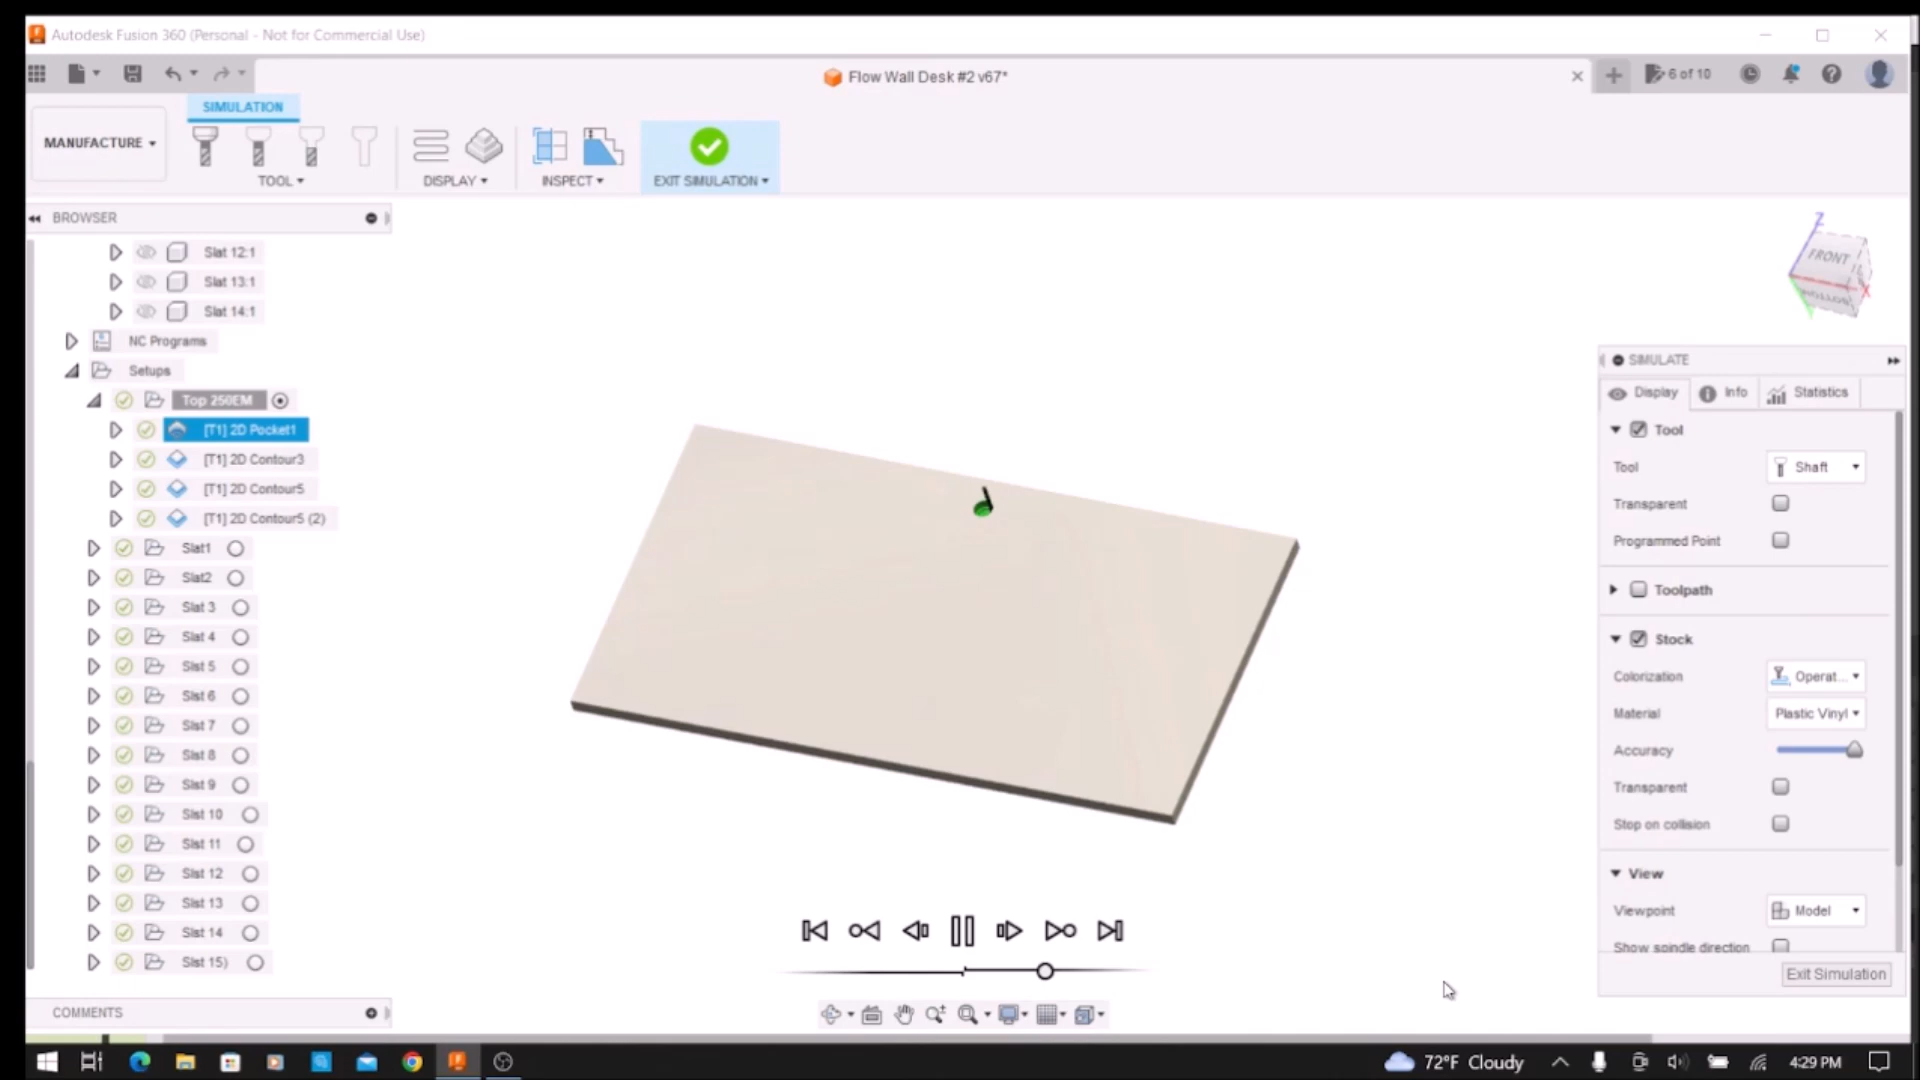 Autodesk Fusion 360 (Personal - Not for Commercial Use)
Flow Wall Desk #2 v67*
6 of 10
SIMULATION
MANUFACTURE
TOOL
DISPLAY
INSPECT
EXIT SIMULATION
BROWSER
Slat 12:1
Slat 13:1
Slat 14:1
NC Programs
Setups
Top 250EM
[T1] 2D Pocket1
[T1] 2D Contour3
[T1] 2D Contour5
[T1] 2D Contour5 (2)
Slat1
Slat2
Slat 3
Slat 4
Slat 5
Slat 6
Slat 7
Slat 8
Slat 9
Slat 10
Slat 11
Slat 12
Slat 13
Slat 14
Slat 15)
COMMENTS
Z
FRONT
BOTTOM
X
SIMULATE
Display
Info
Statistics
Tool
Tool
Shaft
Transparent
Programmed Point
Toolpath
Stock
Colorization
Operat...
Material
Plastic Vinyl
Accuracy
Transparent
Stop on collision
View
Viewpoint
Model
Show spindle direction
Exit Simulation
72°F Cloudy
4:29 PM